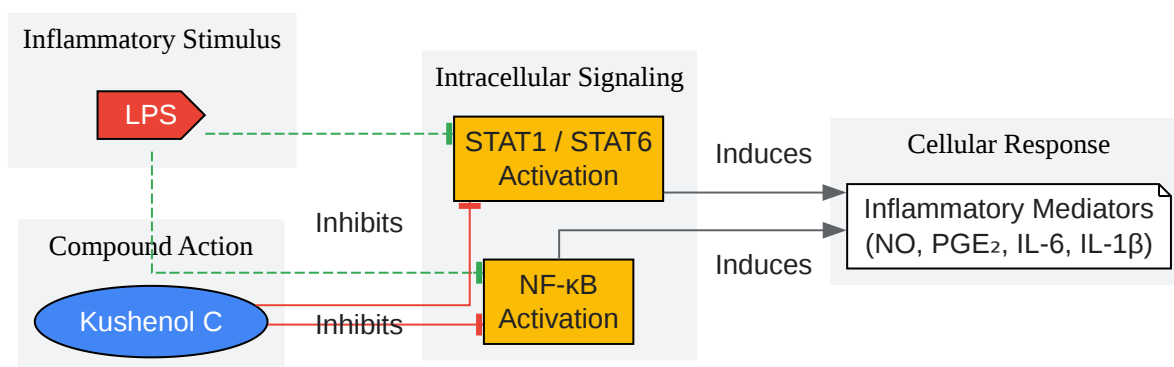 Inflammatory Stimulus
LPS
Compound Action
Kushenol C
Inhibits
Inhibits
Intracellular Signaling
STAT1 / STAT6
Activation
NF-κB
Activation
Induces
Induces
Cellular Response
Inflammatory Mediators
(NO, PGE₂, IL-6, IL-1β)